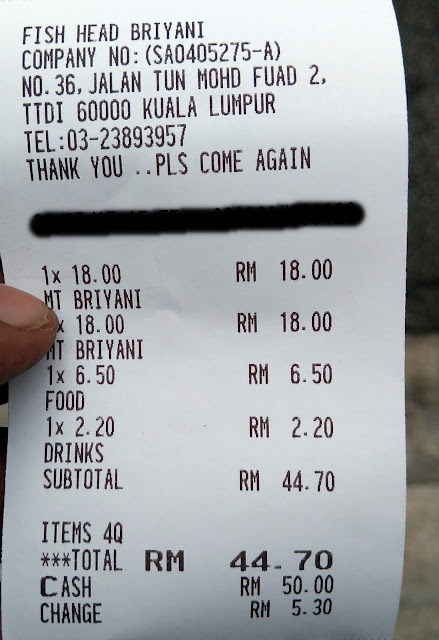 FISH HEAD BRIYANI
COMPANY NO:(SA0405275-A)
NO.36, JALAN TUN MOHD FUAD 2,
TTDI 60000 KUALA LUMPUR
TEL:03-23893957
THANK YOU ..PLS COME AGAIN
1x 18.00 RM 18.00
MT BRIYANI
x 18.00 RM 18.00
MT BRIYANI
1x 6.50 RM 6.50
FOOD
1x 2.20 RM 2.20
DRINKS
SUBTOTAL RM 44.70
ITEMS 4Q
***TOTAL RM 44.70
CASH RM 50.00
CHANGE RM 5.30